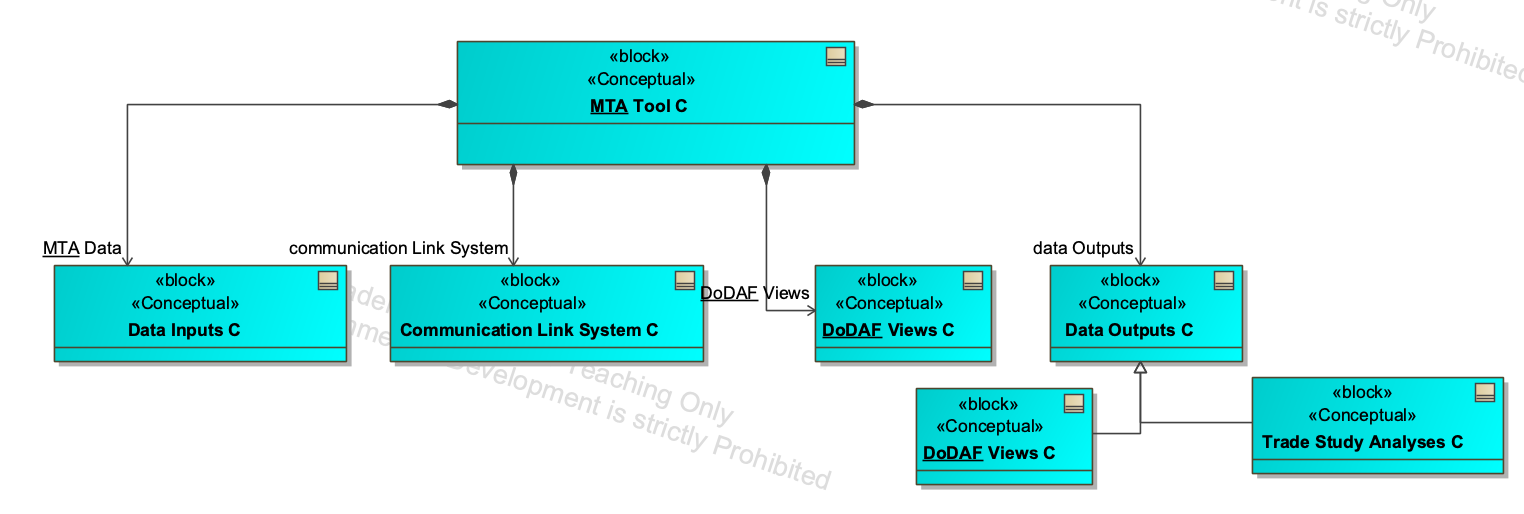 Only
nt is strictly Prohibited
«block»
«Conceptual»
MTA Tool C
MTA Data
communication Link System
DoDAF Views
data Outputs
«block»
«Conceptual»
Data Inputs C
«block»
«Conceptual»
Communication Link System C
«block»
«Conceptual»
DoDAF Views C
«block»
«Conceptual»
Data Outputs C
«block»
«Conceptual»
DoDAF Views C
«block»
«Conceptual»
Trade Study Analyses C
Teaching Only
Development is strictly Prohibited